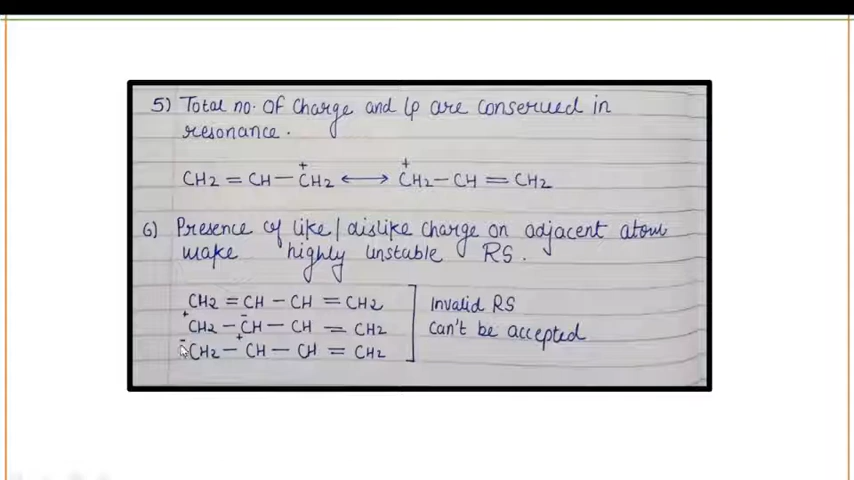 5) Total no. of charge and lp are conserved in
resonance.
CH2 = CH - C⁺H2 ⟷ C⁺H2 - CH = CH2
6) Presence of like/dislike charge on adjacent atom
make highly unstable RS.
CH2 = CH - CH = CH2
⁺CH2 - ⁻CH - CH = CH2
⁻CH2 - ⁺CH - CH = CH2
Invalid RS
Can't be accepted